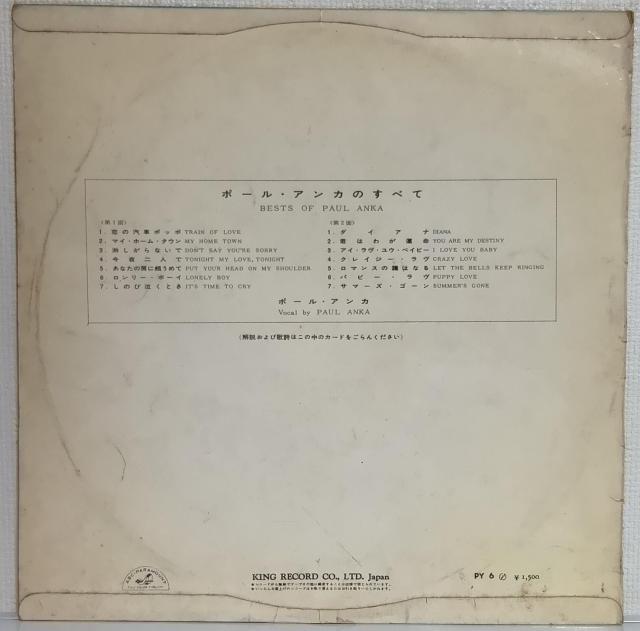 ポール・アンカのすべて
BESTS OF PAUL ANKA
(第1面)
1. 恋の汽車ポッポ TRAIN OF LOVE
2. マイ・ホーム・タウン MY HOME TOWN
3. 淋しがらないで DON'T SAY YOU'RE SORRY
4. 今夜二人で TONIGHT MY LOVE, TONIGHT
5. あなたの肩に頬うめて PUT YOUR HEAD ON MY SHOULDER
6. ロンリー・ボーイ LONELY BOY
7. しのび泣くとき IT'S TIME TO CRY
(第2面)
1. ダイアナ DIANA
2. 君はわが運命 YOU ARE MY DESTINY
3. アイ・ラヴ・ユウ・ベイビー I LOVE YOU BABY
4. クレイジー・ラヴ CRAZY LOVE
5. ロマンスの鐘はなる LET THE BELLS KEEP RINGING
6. パピー・ラヴ PUPPY LOVE
7. サマーズ・ゴーン SUMMER'S GONE
ポール・アンカ
Vocal by PAUL ANKA
(解説および歌詩はこの中のカードをごらんください)
ABC-PARAMOUNT
KING RECORD CO., LTD. Japan
PY 6 ¥1,500